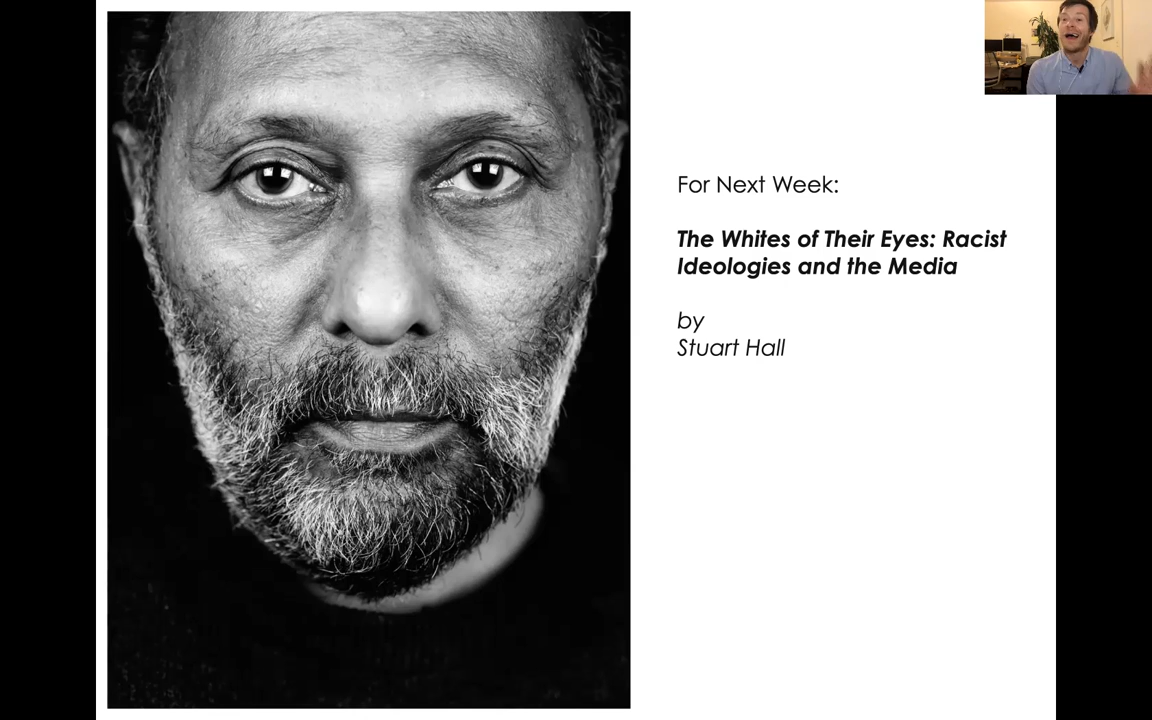 For Next Week:
The Whites of Their Eyes: Racist
Ideologies and the Media
by
Stuart Hall